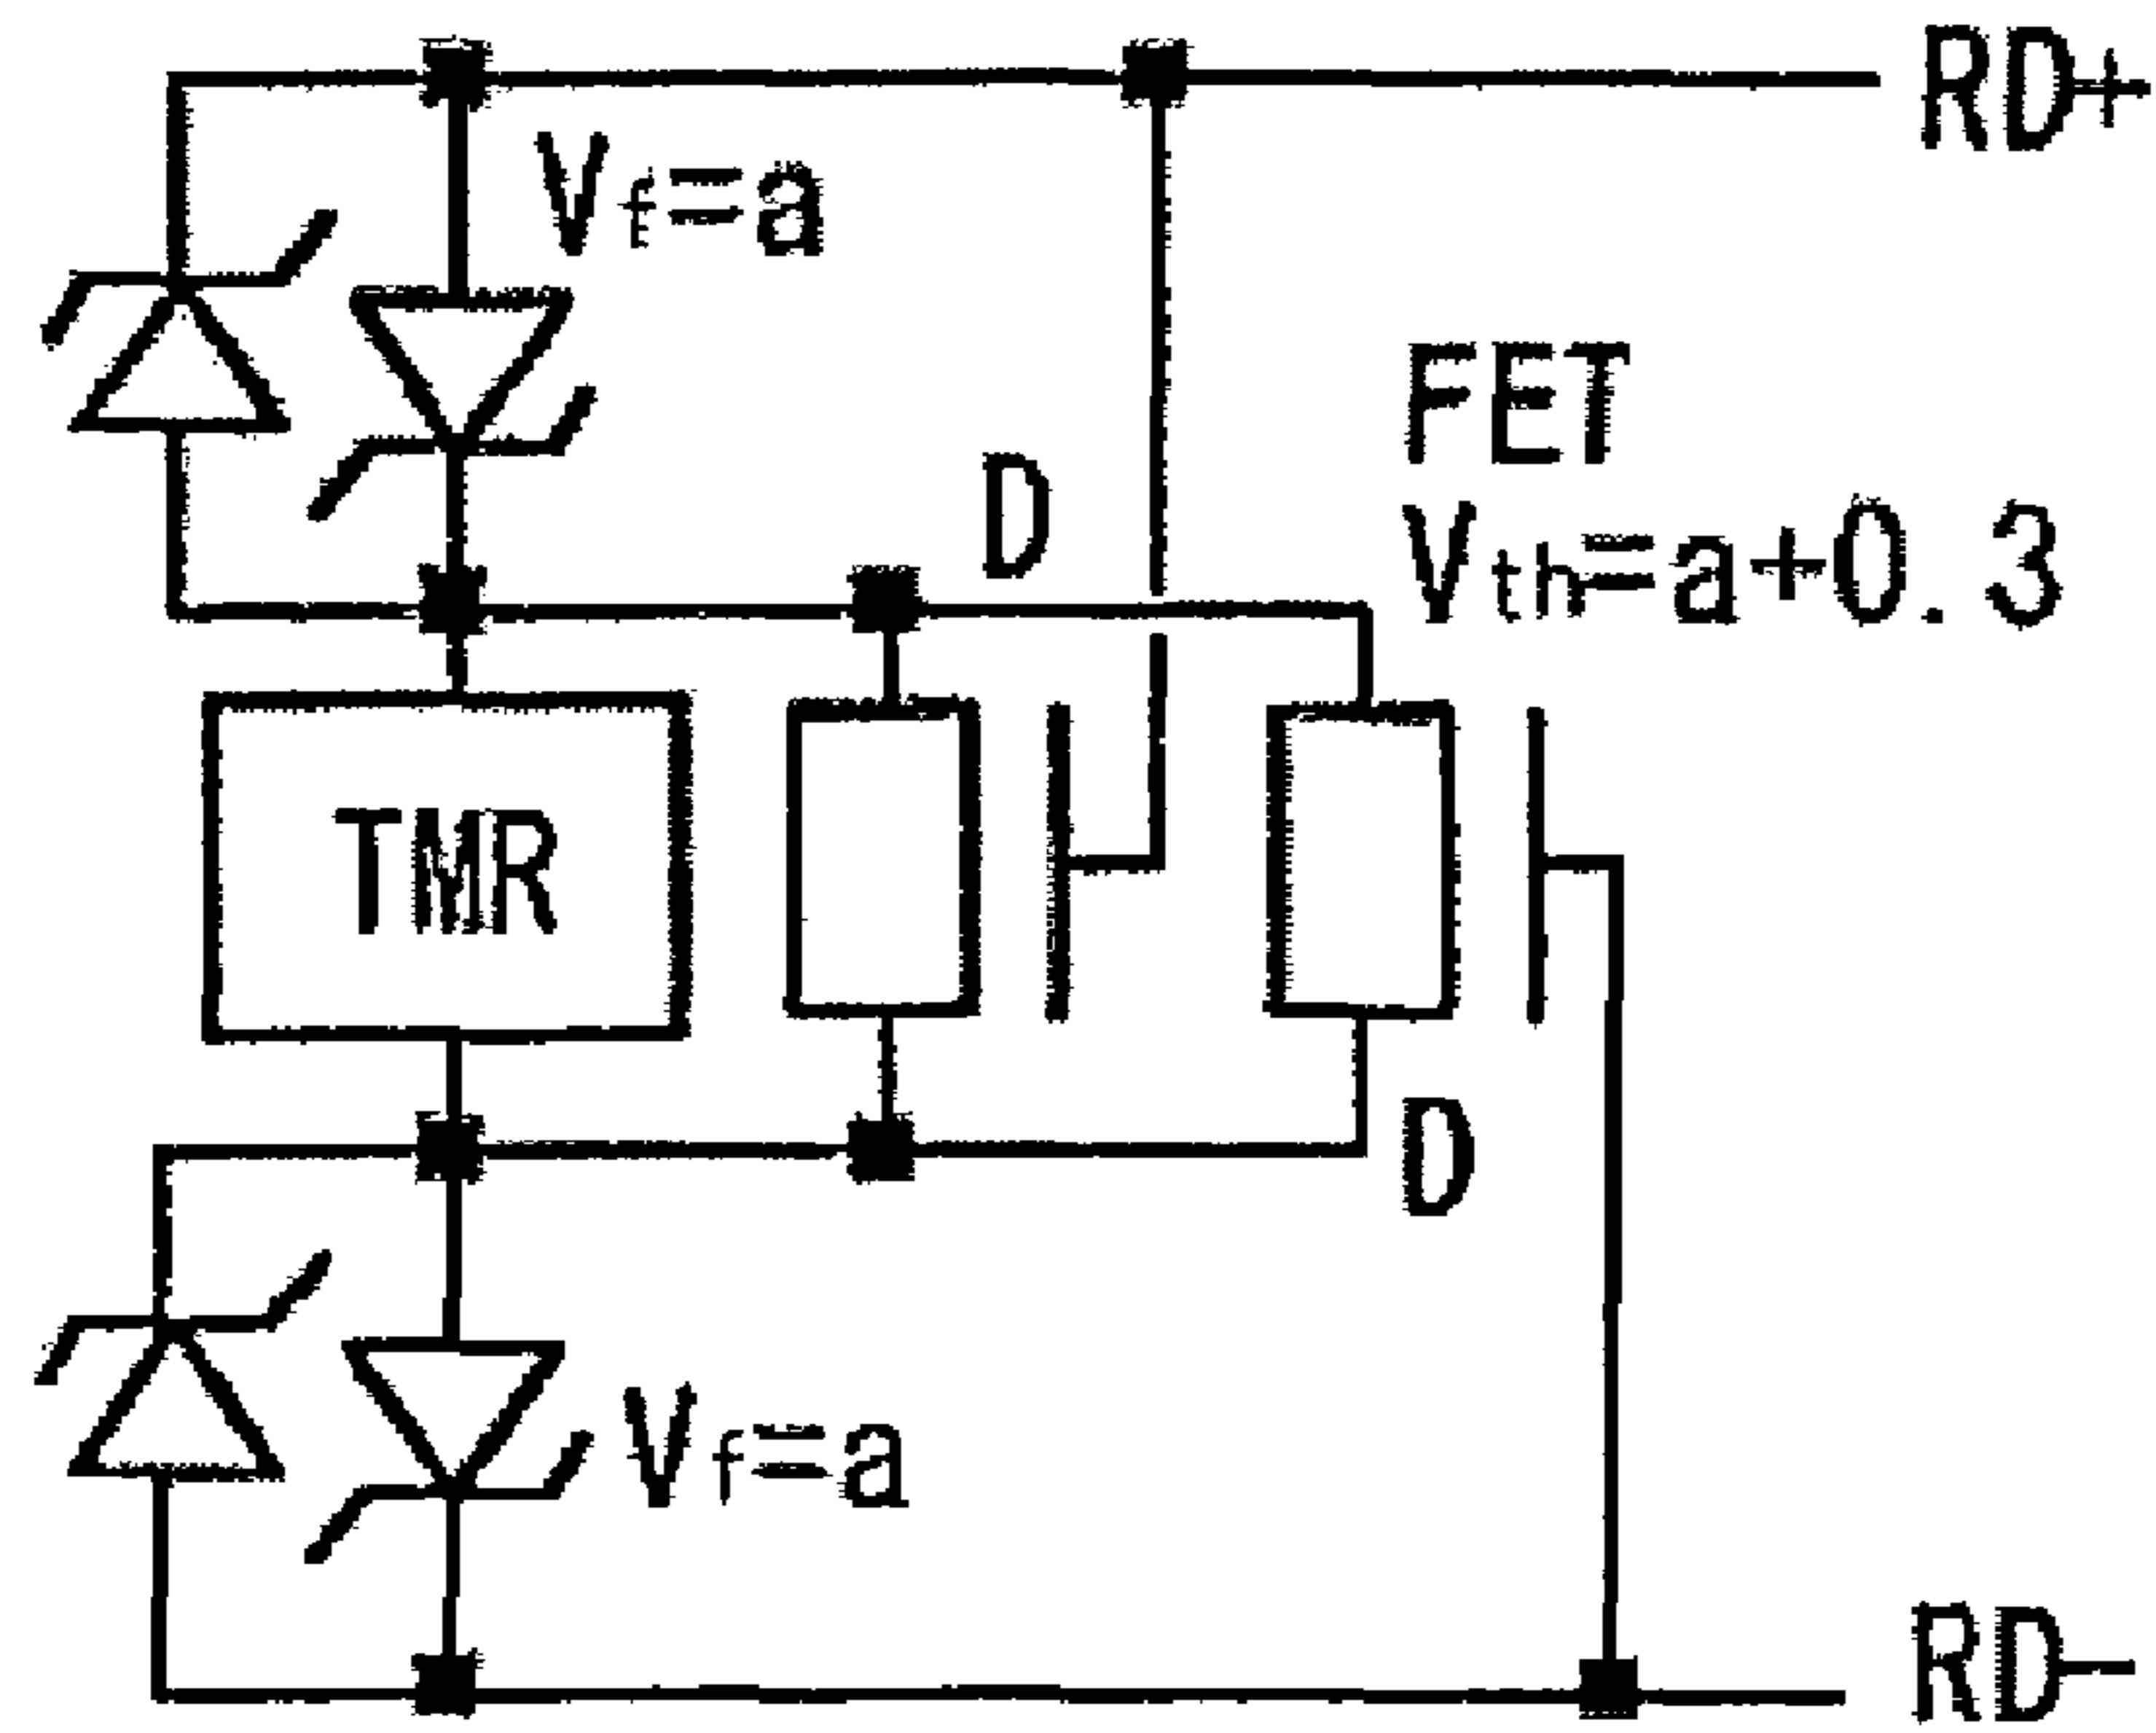 RD+
Vf=a
D
FET
Vth=a+0.3
TMR
D
Vf=a
RD-